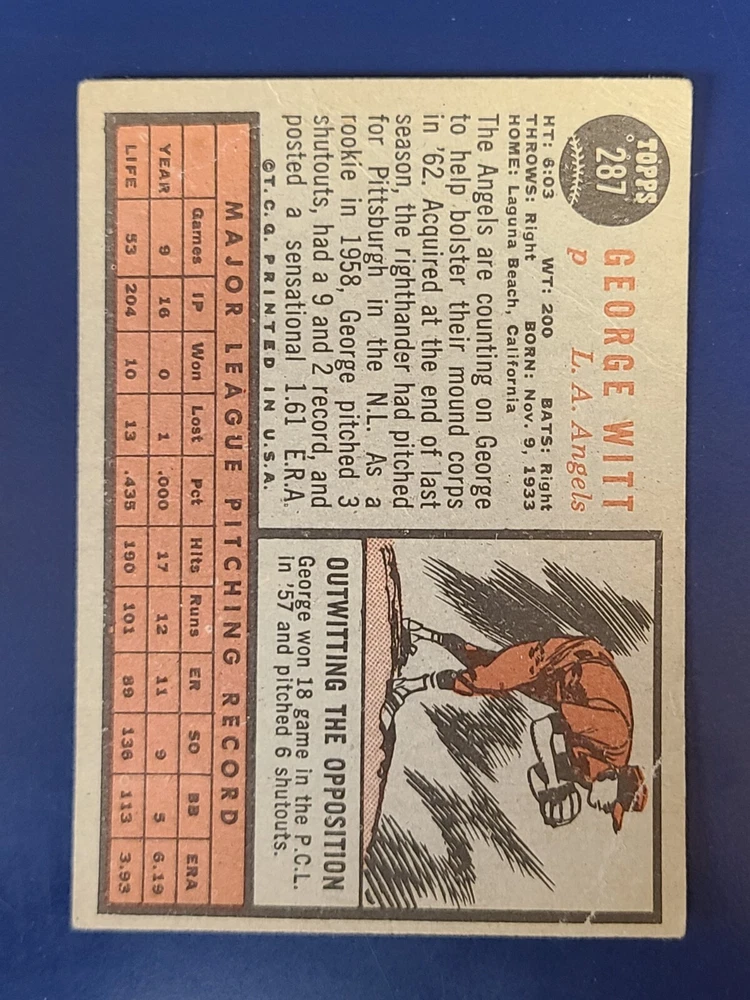 TOPPS
287
GEORGE WITT
p L. A. Angels
HT: 6:03 WT: 200 BATS: Right
THROWS: Right BORN: Nov. 9, 1933
HOME: Laguna Beach, California
The Angels are counting on George
to help bolster their mound corps
in '62. Acquired at the end of last
season, the righthander had pitched
for Pittsburgh in the N.L. As a
rookie in 1958, George pitched 3
shutouts, had a 9 and 2 record, and
posted a sensational 1.61 E.R.A.
©T.C.G. PRINTED IN U.S.A.
OUTWITTING THE OPPOSITION
George won 18 game in the P.C.L.
in '57 and pitched 6 shutouts.
MAJOR LEAGUE PITCHING RECORD
Games IP Won Lost Pct Hits Runs ER SO BB ERA
YEAR 9 16 0 1 .000 17 12 11 9 5 6.19
LIFE 53 204 10 13 .435 190 101 89 136 113 3.93